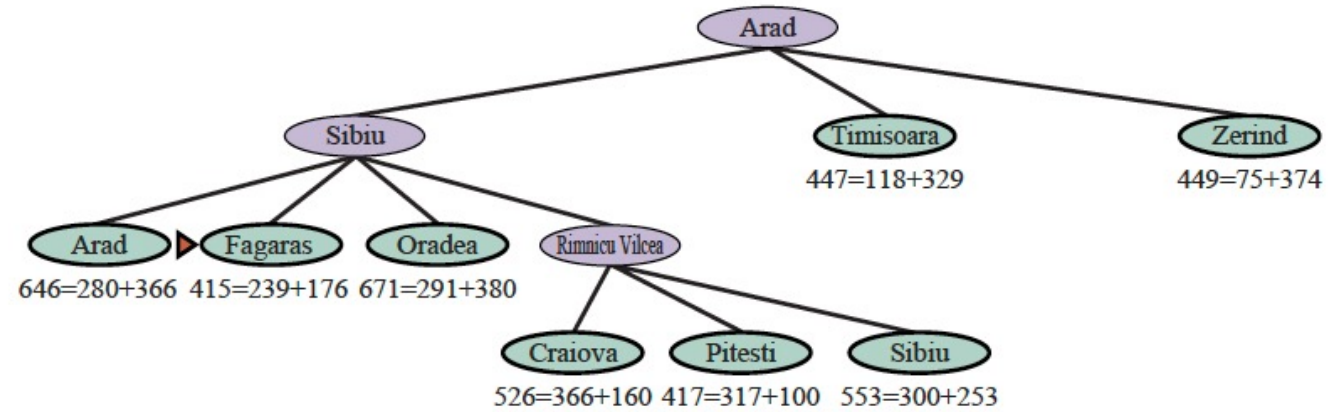 Arad
Sibiu
Timisoara
Zerind
447=118+329
449=75+374
Arad
Fagaras
Oradea
Rimnicu Vilcea
646=280+366
415=239+176
671=291+380
Craiova
Pitesti
Sibiu
526=366+160
417=317+100
553=300+253